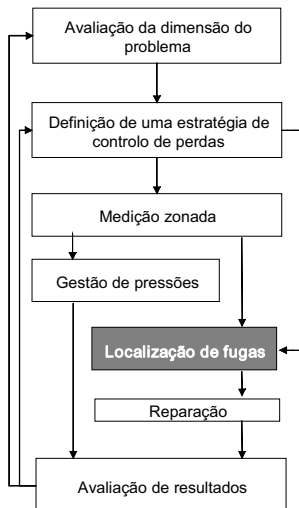 Avaliação da dimensão do
problema
Definição de uma estratégia de
controlo de perdas
Medição zonada
Gestão de pressões
Localização de fugas
Reparação
Avaliação de resultados